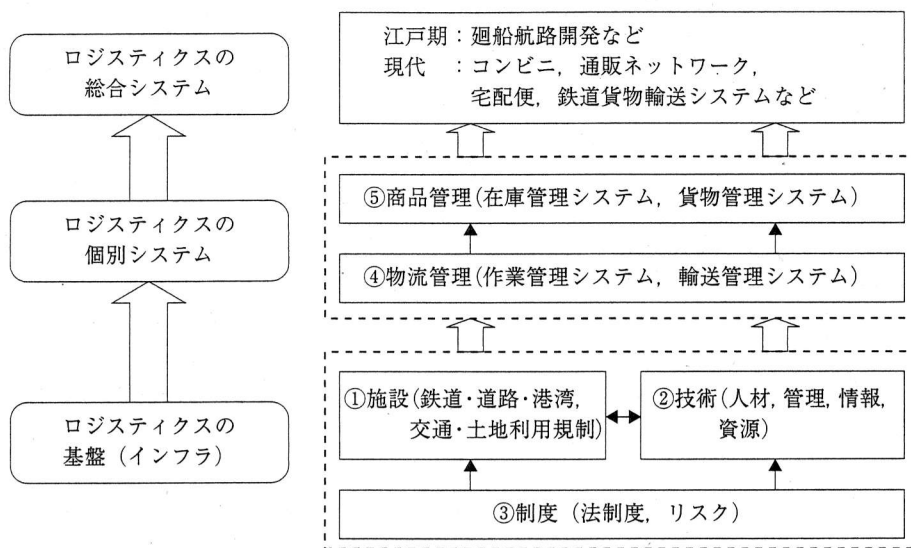 ロジスティクスの
総合システム
江戸期：廻船航路開発など
現代　：コンビニ，通販ネットワーク，
宅配便，鉄道貨物輸送システムなど
ロジスティクスの
個別システム
⑤商品管理(在庫管理システム，貨物管理システム)
④物流管理(作業管理システム，輸送管理システム)
ロジスティクスの
基盤（インフラ）
①施設(鉄道・道路・港湾，
交通・土地利用規制)
②技術(人材，管理，情報，
資源)
③制度（法制度，リスク）